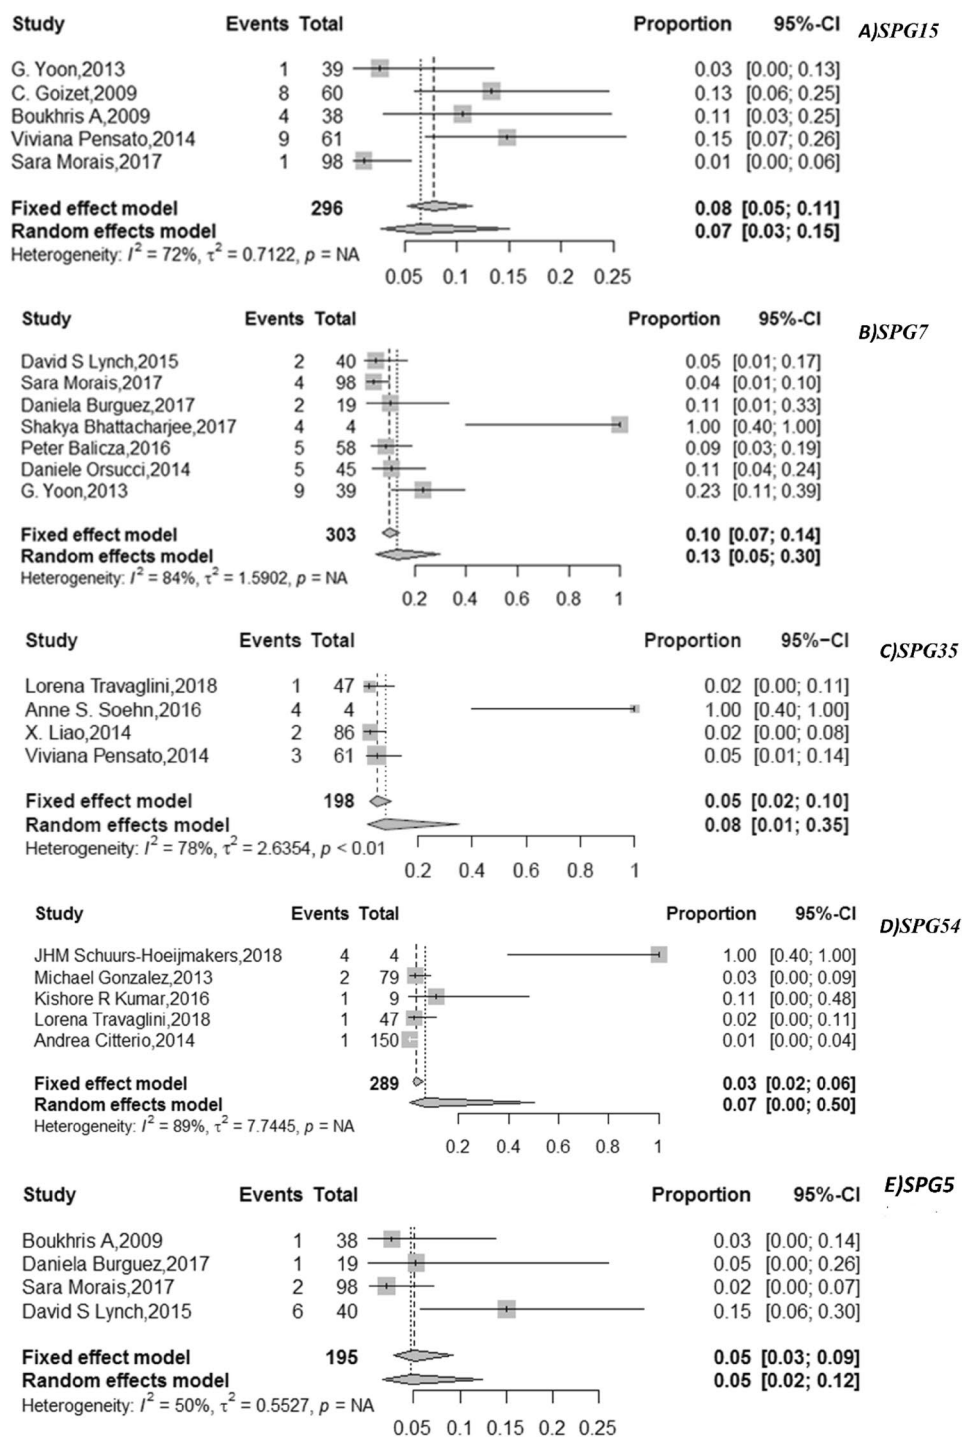 Study Events Total Proportion 95%-CI A)SPG15
G. Yoon,2013 1 39 0.03 [0.00; 0.13]
C. Goizet,2009 8 60 0.13 [0.06; 0.25]
Boukhris A,2009 4 38 0.11 [0.03; 0.25]
Viviana Pensato,2014 9 61 0.15 [0.07; 0.26]
Sara Morais,2017 1 98 0.01 [0.00; 0.06]
Fixed effect model 296 0.08 [0.05; 0.11]
Random effects model 0.07 [0.03; 0.15]
Heterogeneity: I² = 72%, τ² = 0.7122, p = NA
0.05 0.1 0.15 0.2 0.25
Study Events Total Proportion 95%-CI B)SPG7
David S Lynch,2015 2 40 0.05 [0.01; 0.17]
Sara Morais,2017 4 98 0.04 [0.01; 0.10]
Daniela Burguez,2017 2 19 0.11 [0.01; 0.33]
Shakya Bhattacharjee,2017 4 4 1.00 [0.40; 1.00]
Peter Balicza,2016 5 58 0.09 [0.03; 0.19]
Daniele Orsucci,2014 5 45 0.11 [0.04; 0.24]
G. Yoon,2013 9 39 0.23 [0.11; 0.39]
Fixed effect model 303 0.10 [0.07; 0.14]
Random effects model 0.13 [0.05; 0.30]
Heterogeneity: I² = 84%, τ² = 1.5902, p = NA
0.2 0.4 0.6 0.8 1
Study Events Total Proportion 95%−CI C)SPG35
Lorena Travaglini,2018 1 47 0.02 [0.00; 0.11]
Anne S. Soehn,2016 4 4 1.00 [0.40; 1.00]
X. Liao,2014 2 86 0.02 [0.00; 0.08]
Viviana Pensato,2014 3 61 0.05 [0.01; 0.14]
Fixed effect model 198 0.05 [0.02; 0.10]
Random effects model 0.08 [0.01; 0.35]
Heterogeneity: I² = 78%, τ² = 2.6354, p < 0.01
0.2 0.4 0.6 0.8 1
Study Events Total Proportion 95%-CI D)SPG54
JHM Schuurs-Hoeijmakers,2018 4 4 1.00 [0.40; 1.00]
Michael Gonzalez,2013 2 79 0.03 [0.00; 0.09]
Kishore R Kumar,2016 1 9 0.11 [0.00; 0.48]
Lorena Travaglini,2018 1 47 0.02 [0.00; 0.11]
Andrea Citterio,2014 1 150 0.01 [0.00; 0.04]
Fixed effect model 289 0.03 [0.02; 0.06]
Random effects model 0.07 [0.00; 0.50]
Heterogeneity: I² = 89%, τ² = 7.7445, p = NA
0.2 0.4 0.6 0.8 1
Study Events Total Proportion 95%-CI E)SPG5
Boukhris A,2009 1 38 0.03 [0.00; 0.14]
Daniela Burguez,2017 1 19 0.05 [0.00; 0.26]
Sara Morais,2017 2 98 0.02 [0.00; 0.07]
David S Lynch,2015 6 40 0.15 [0.06; 0.30]
Fixed effect model 195 0.05 [0.03; 0.09]
Random effects model 0.05 [0.02; 0.12]
Heterogeneity: I² = 50%, τ² = 0.5527, p = NA
0.05 0.1 0.15 0.2 0.25